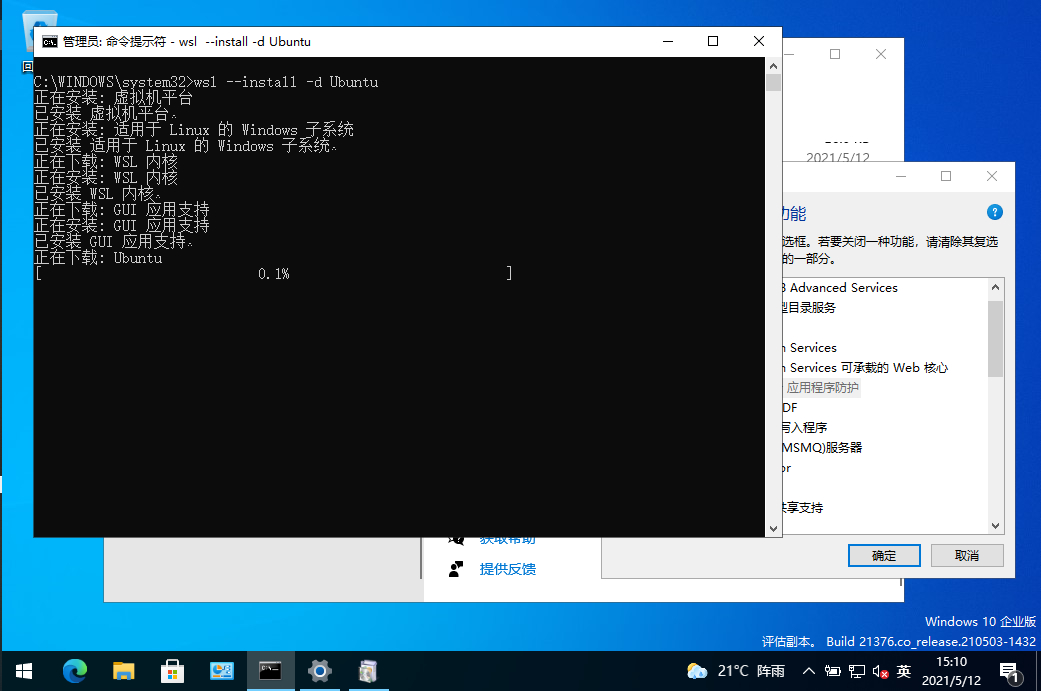 管理员: 命令提示符 - wsl --install -d Ubuntu
C:\WINDOWS\system32>wsl --install -d Ubuntu
正在安装: 虚拟机平台
已安装 虚拟机平台。
正在安装: 适用于 Linux 的 Windows 子系统
已安装 适用于 Linux 的 Windows 子系统。
正在下载: WSL 内核
正在安装: WSL 内核
已安装 WSL 内核。
正在下载: GUI 应用支持
正在安装: GUI 应用支持
已安装 GUI 应用支持。
正在下载: Ubuntu
[ 0.1% ]
2021/5/12
功能
选框。若要关闭一种功能，请清除其复选
的一部分。
Advanced Services
型目录服务
Services
Services 可承载的 Web 核心
应用程序防护
DF
写入程序
MSMQ)服务器
or
共享支持
确定
取消
获取帮助
提供反馈
Windows 10 企业版
评估副本。 Build 21376.co_release.210503-1432
21°C 阵雨
英
15:10
2021/5/12
1